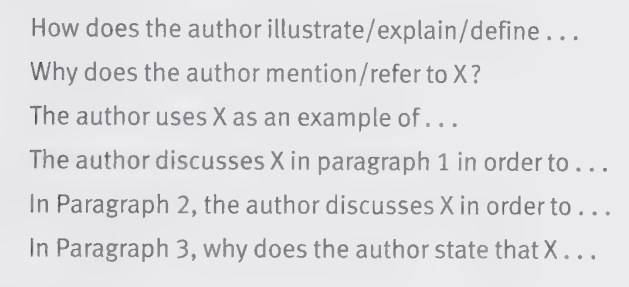 How does the author illustrate/explain/define . . .
Why does the author mention/refer to X?
The author uses X as an example of . . .
The author discusses X in paragraph 1 in order to . . .
In Paragraph 2, the author discusses X in order to . . .
In Paragraph 3, why does the author state that X . . .